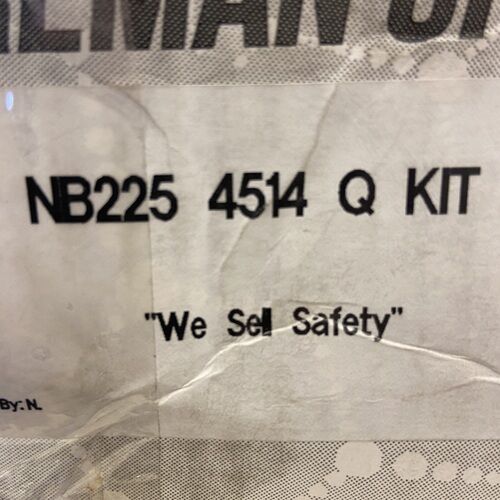 NB225 4514 Q KIT
"We Sell Safety"
By: N.